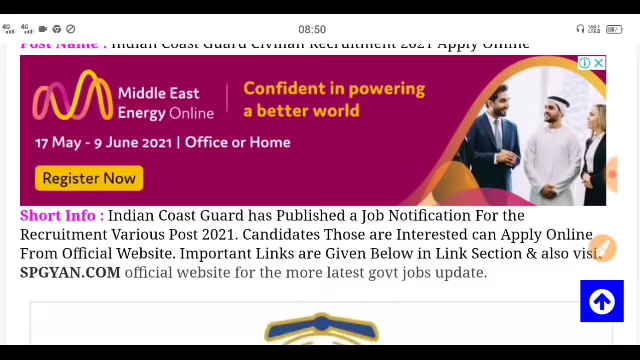 4G 4G 08:50
Post Name : Indian Coast Guard Civilian Recruitment 2021 Apply Online
Middle East
Energy Online
Confident in powering
a better world
17 May - 9 June 2021 | Office or Home
Register Now
Short Info : Indian Coast Guard has Published a Job Notification For the
Recruitment Various Post 2021. Candidates Those are Interested can Apply Online
From Official Website. Important Links are Given Below in Link Section & also visit
SPGYAN.COM official website for the more latest govt jobs update.